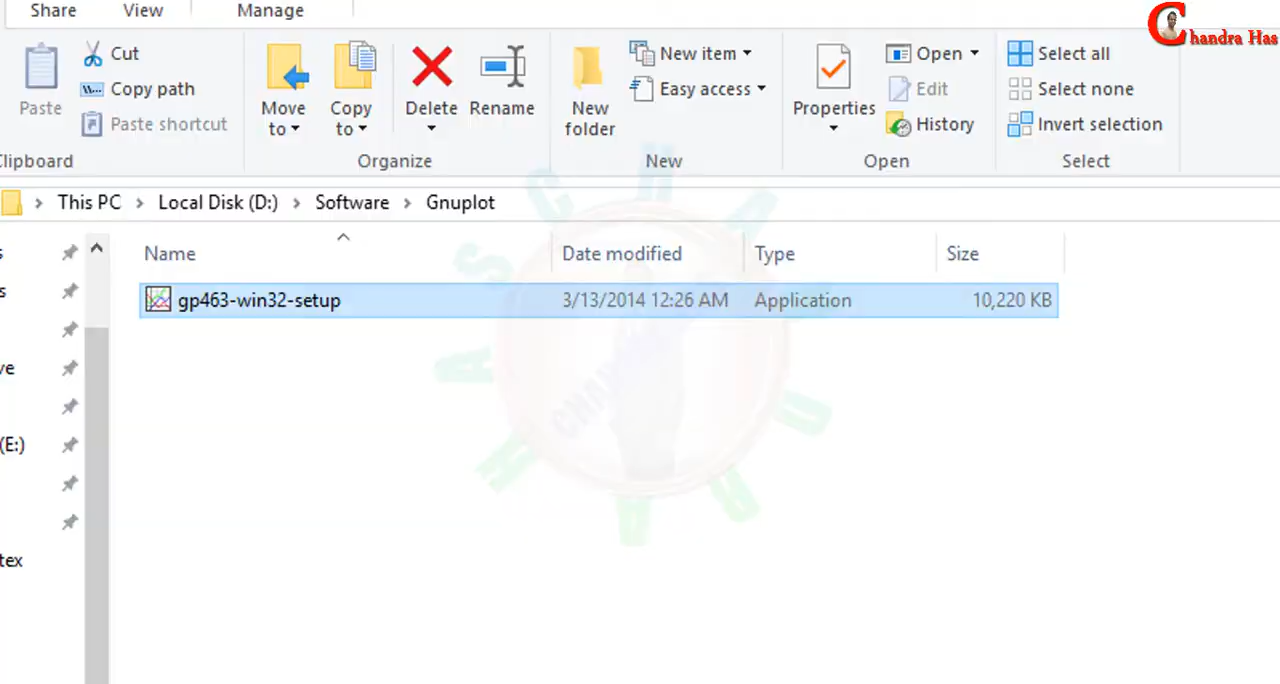 Share View Manage
Chandra Has
Paste
Cut
Copy path
Paste shortcut
Clipboard
Move to
Copy to
Delete
Rename
Organize
New folder
New item
Easy access
New
Properties
Open
Edit
History
Open
Select all
Select none
Invert selection
Select
This PC > Local Disk (D:) > Software > Gnuplot
Name Date modified Type Size
gp463-win32-setup 3/13/2014 12:26 AM Application 10,220 KB
(E:)
tex